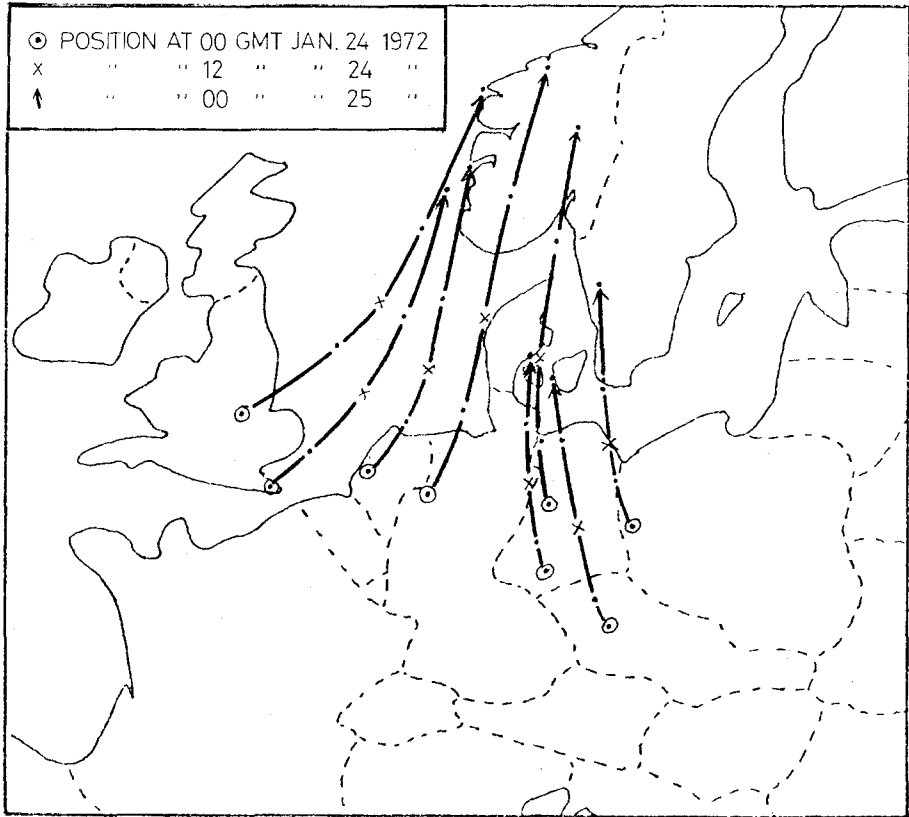 ⊙ POSITION AT 00 GMT JAN. 24 1972
x " " 12 " " 24 "
↑ " " 00 " " 25 "